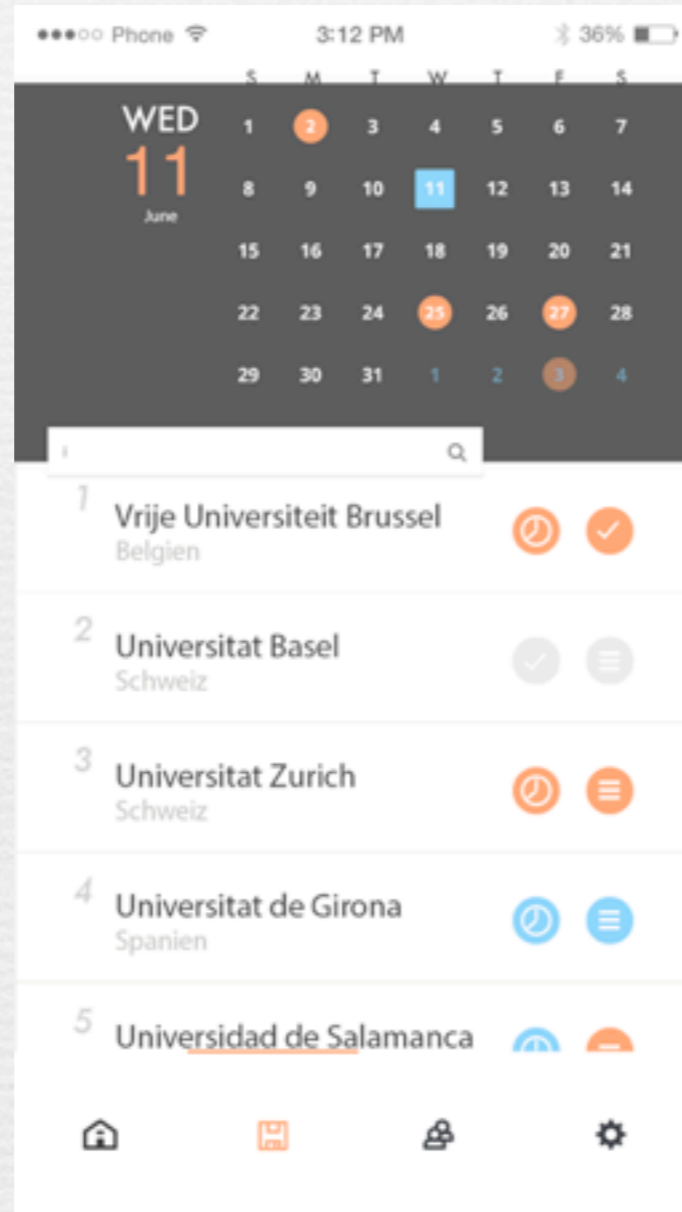 Phone 3:12 PM 36%
S M T W T F S
WED 1 2 3 4 5 6 7
11 8 9 10 11 12 13 14
June
15 16 17 18 19 20 21
22 23 24 25 26 27 28
29 30 31 1 2 3 4
1 Vrije Universiteit Brussel
Belgien
2 Universitat Basel
Schweiz
3 Universitat Zurich
Schweiz
4 Universitat de Girona
Spanien
5 Universidad de Salamanca